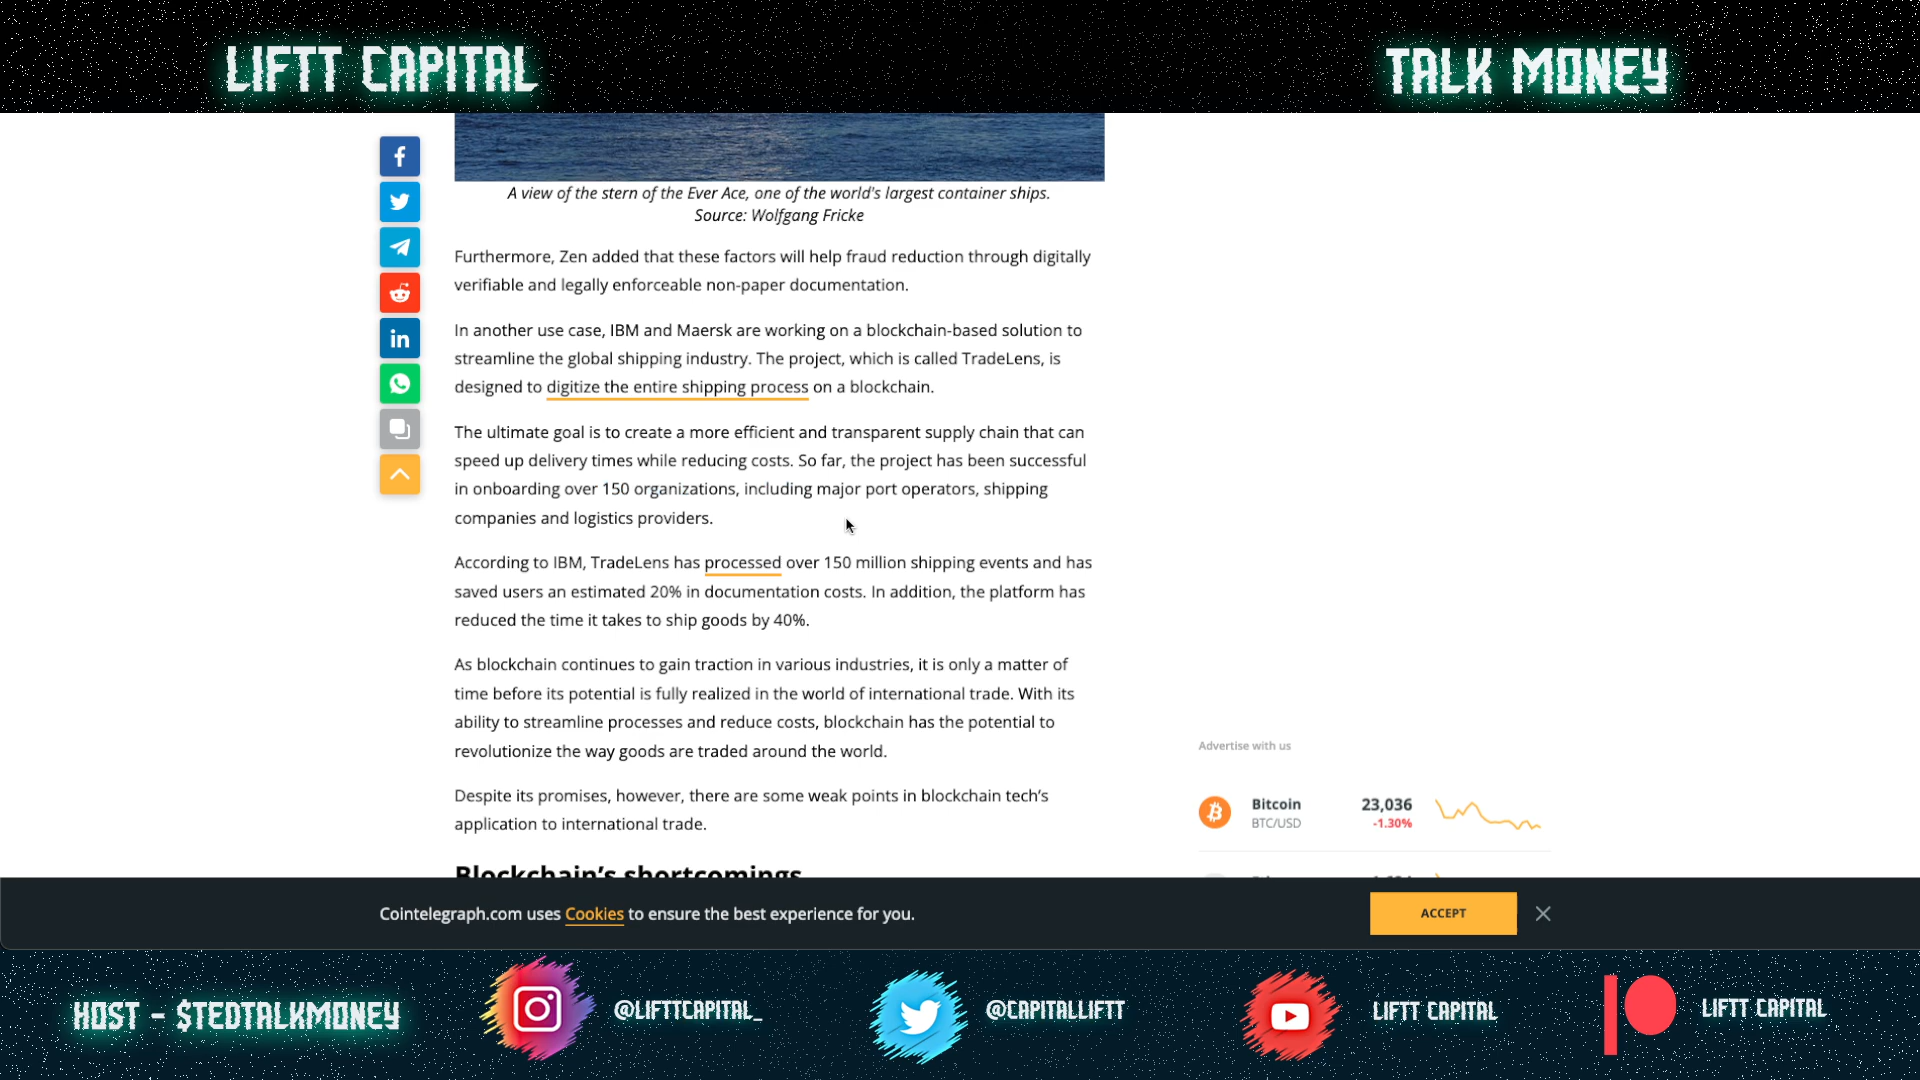 LIFTT CAPITAL
TALK MONEY
A view of the stern of the Ever Ace, one of the world's largest container ships.
Source: Wolfgang Fricke
Furthermore, Zen added that these factors will help fraud reduction through digitally
verifiable and legally enforceable non-paper documentation.
In another use case, IBM and Maersk are working on a blockchain-based solution to
streamline the global shipping industry. The project, which is called TradeLens, is
designed to digitize the entire shipping process on a blockchain.
The ultimate goal is to create a more efficient and transparent supply chain that can
speed up delivery times while reducing costs. So far, the project has been successful
in onboarding over 150 organizations, including major port operators, shipping
companies and logistics providers.
According to IBM, TradeLens has processed over 150 million shipping events and has
saved users an estimated 20% in documentation costs. In addition, the platform has
reduced the time it takes to ship goods by 40%.
As blockchain continues to gain traction in various industries, it is only a matter of
time before its potential is fully realized in the world of international trade. With its
ability to streamline processes and reduce costs, blockchain has the potential to
revolutionize the way goods are traded around the world.
Despite its promises, however, there are some weak points in blockchain tech's
application to international trade.
Blockchain's shortcomings
Advertise with us
Bitcoin 23,036
BTC/USD -1.30%
Cointelegraph.com uses Cookies to ensure the best experience for you.
ACCEPT
HOST - $TEDTALKMONEY
@LIFTTCAPITAL_
@CAPITALLIFTT
LIFTT CAPITAL
LIFTT CAPITAL